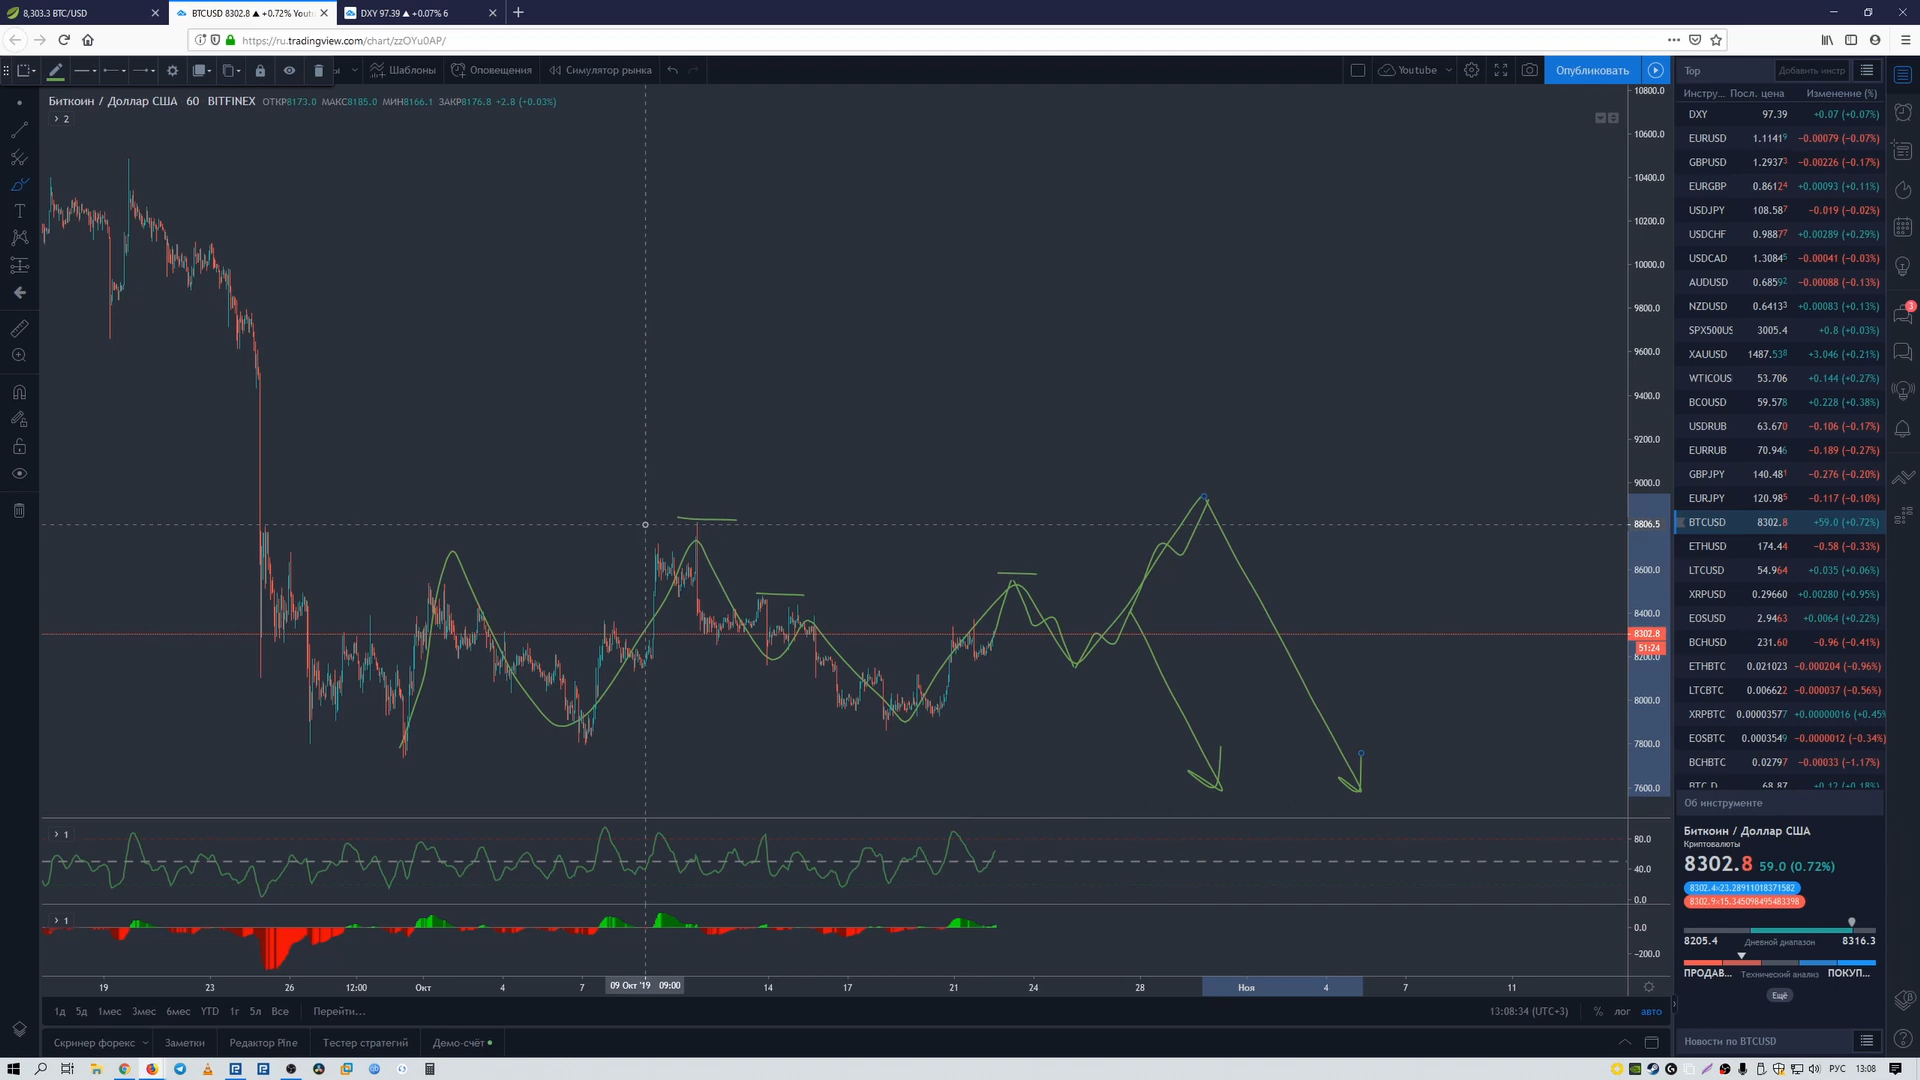 8,303.3 BTC/USD
BTCUSD 8302.8 ▲ +0.72% Yout
DXY 97.39 ▲ +0.07% 6
https://ru.tradingview.com/chart/zzOYu0AP/
Шаблоны
Оповещения
Симулятор рынка
Youtube
Опубликовать
Биткоин / Доллар США 60 BITFINEX ОТКР8173.0 МАКС8185.0 МИН8166.1 ЗАКР8176.8 +2.8 (+0.03%)
2
10800.0
10600.0
10400.0
10200.0
10000.0
9800.0
9600.0
9400.0
9200.0
9000.0
8806.5
8600.0
8400.0
8302.8
51:24
8200.0
8000.0
7800.0
7600.0
1
80.0
40.0
0.0
1
0.0
-200.0
19 23 26 12:00 Окт 4 7 09 Окт '19 09:00 14 17 21 24 28 Ноя 4 7 11
1д 5д 1мес 3мес 6мес YTD 1г 5л Все Перейти...
13:08:34 (UTC+3) % лог авто
Скринер форекс Заметки Редактор Pine Тестер стратегий Демо-счёт
Top Добавить инстр
Инстру... Посл. цена Изменение (%)
DXY 97.39 +0.07 (+0.07%)
EURUSD 1.11419 −0.00079 (−0.07%)
GBPUSD 1.29373 −0.00226 (−0.17%)
EURGBP 0.86124 +0.00093 (+0.11%)
USDJPY 108.587 −0.019 (−0.02%)
USDCHF 0.98877 +0.00289 (+0.29%)
USDCAD 1.30845 −0.00041 (−0.03%)
AUDUSD 0.68592 −0.00088 (−0.13%)
NZDUSD 0.64133 +0.00083 (+0.13%)
SPX500US 3005.4 +0.8 (+0.03%)
XAUUSD 1487.538 +3.046 (+0.21%)
WTICOUS 53.706 +0.144 (+0.27%)
BCOUSD 59.578 +0.228 (+0.38%)
USDRUB 63.670 −0.106 (−0.17%)
EURRUB 70.946 −0.189 (−0.27%)
GBPJPY 140.481 −0.276 (−0.20%)
EURJPY 120.985 −0.117 (−0.10%)
BTCUSD 8302.8 +59.0 (+0.72%)
ETHUSD 174.44 −0.58 (−0.33%)
LTCUSD 54.964 +0.035 (+0.06%)
XRPUSD 0.29660 +0.00280 (+0.95%)
EOSUSD 2.9463 +0.0064 (+0.22%)
BCHUSD 231.60 −0.96 (−0.41%)
ETHBTC 0.021023 −0.000204 (−0.96%)
LTCBTC 0.006622 −0.000037 (−0.56%)
XRPBTC 0.00003577 +0.00000016 (+0.45%
EOSBTC 0.0003549 −0.0000012 (−0.34%)
BCHBTC 0.02797 −0.00033 (−1.17%)
BTC.D 68.87 +0.12 (+0.18%)
Об инструменте
Биткоин / Доллар США
Криптовалюты
8302.8 59.0 (0.72%)
8302.4×23.28911018371582
8302.9×15.345098495483398
8205.4 Дневной диапазон 8316.3
ПРОДАВ... Технический анализ ПОКУП...
Ещё
Новости по BTCUSD
3
РУС 13:08